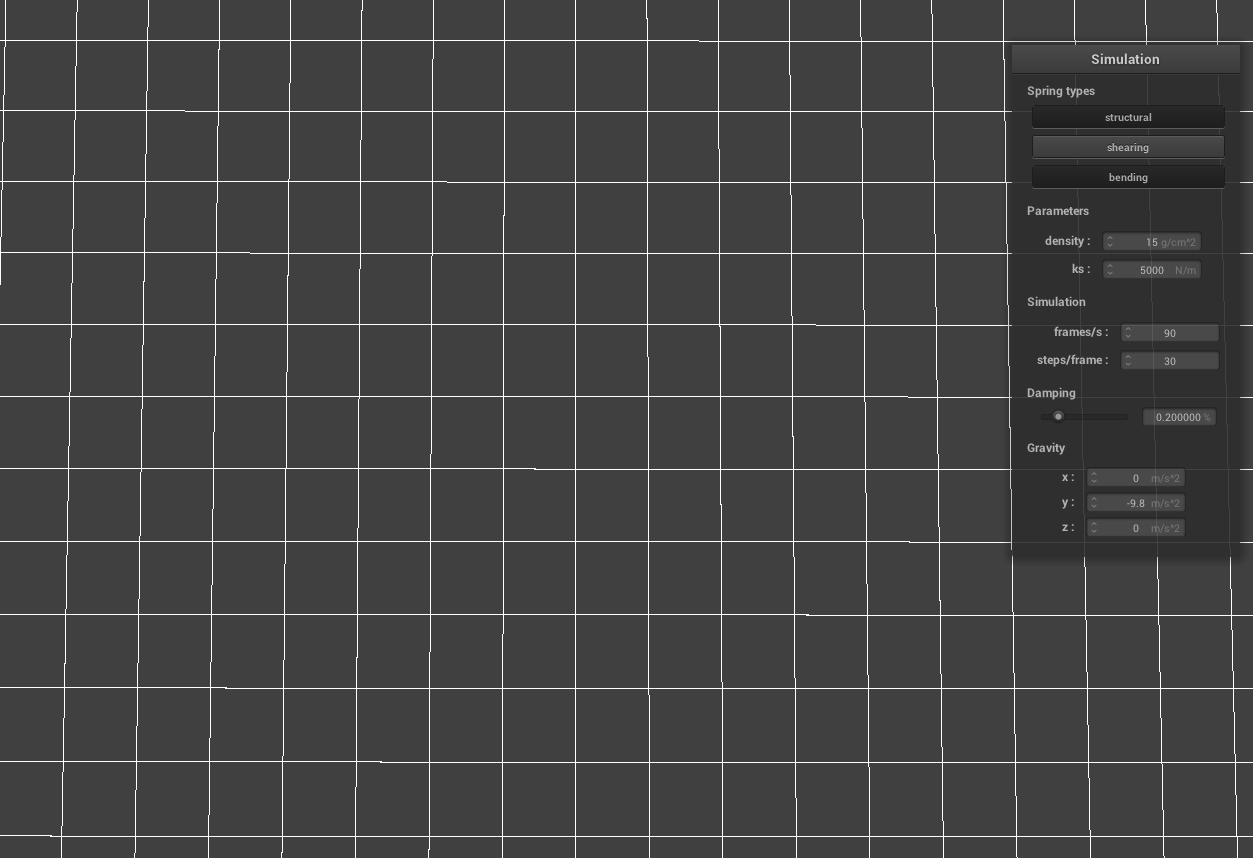 Simulation
Spring types
structural
shearing
bending
Parameters
density : 15 g/cm^2
ks : 5000 N/m
Simulation
frames/s : 90
steps/frame : 30
Damping
0.200000 %
Gravity
x : 0 m/s^2
y : -9.8 m/s^2
z : 0 m/s^2